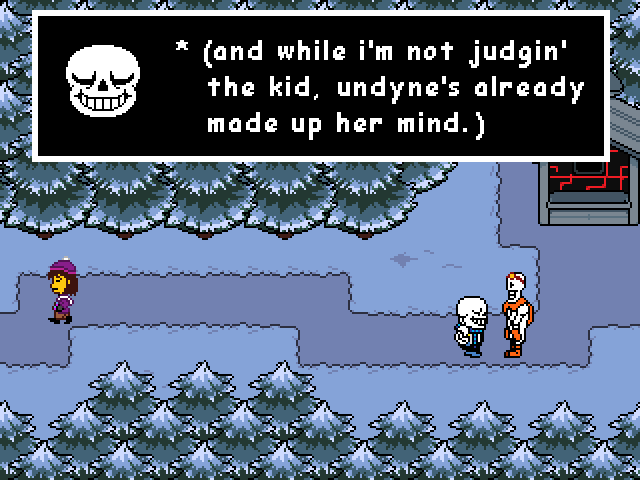 * (and while i'm not judgin'
the kid, undyne's already
made up her mind.)